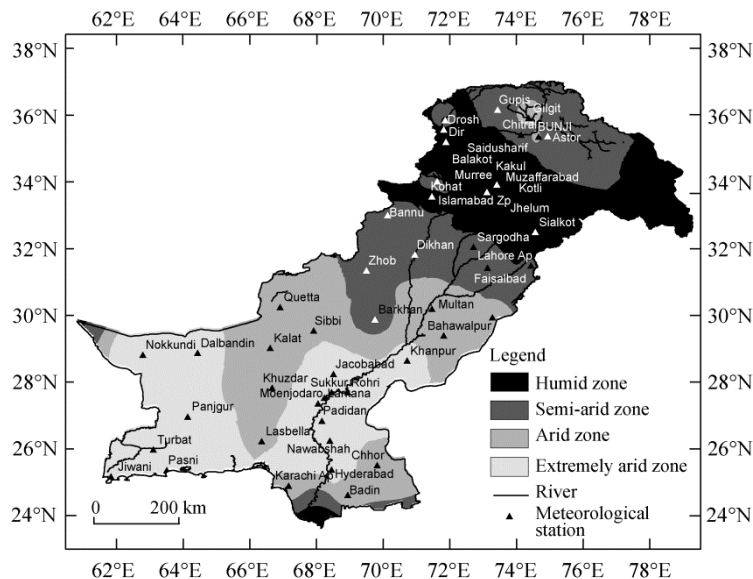 62°E 64°E 66°E 68°E 70°E 72°E 74°E 76°E 78°E
38°N 38°N
36°N 36°N
34°N 34°N
32°N 32°N
30°N 30°N
28°N 28°N
26°N 26°N
24°N 24°N
Gupis
Gilgit
Drosh
Chitral
BUNJI
Dir
Astor
Saidusharif
Balakot
Kakul
Murree
Muzaffarabad
Kohat
Kotli
Islamabad Zp
Jhelum
Bannu
Sialkot
Dikhan
Sargodha
Zhob
Lahore Ap
Faisalbad
Quetta
Barkhan
Multan
Sibbi
Bahawalpur
Nokkundi
Dalbandin
Kalat
Khanpur
Jacobabad
Khuzdar
Sukkur
Rohri
Moenjodaro
Larkana
Panjgur
Padidan
Lasbella
Turbat
Nawabshah
Chhor
Jiwani
Pasni
Karachi Ap
Hyderabad
Badin
0 200 km
Legend
Humid zone
Semi-arid zone
Arid zone
Extremely arid zone
River
Meteorological
station
62°E 64°E 66°E 68°E 70°E 72°E 74°E 76°E 78°E